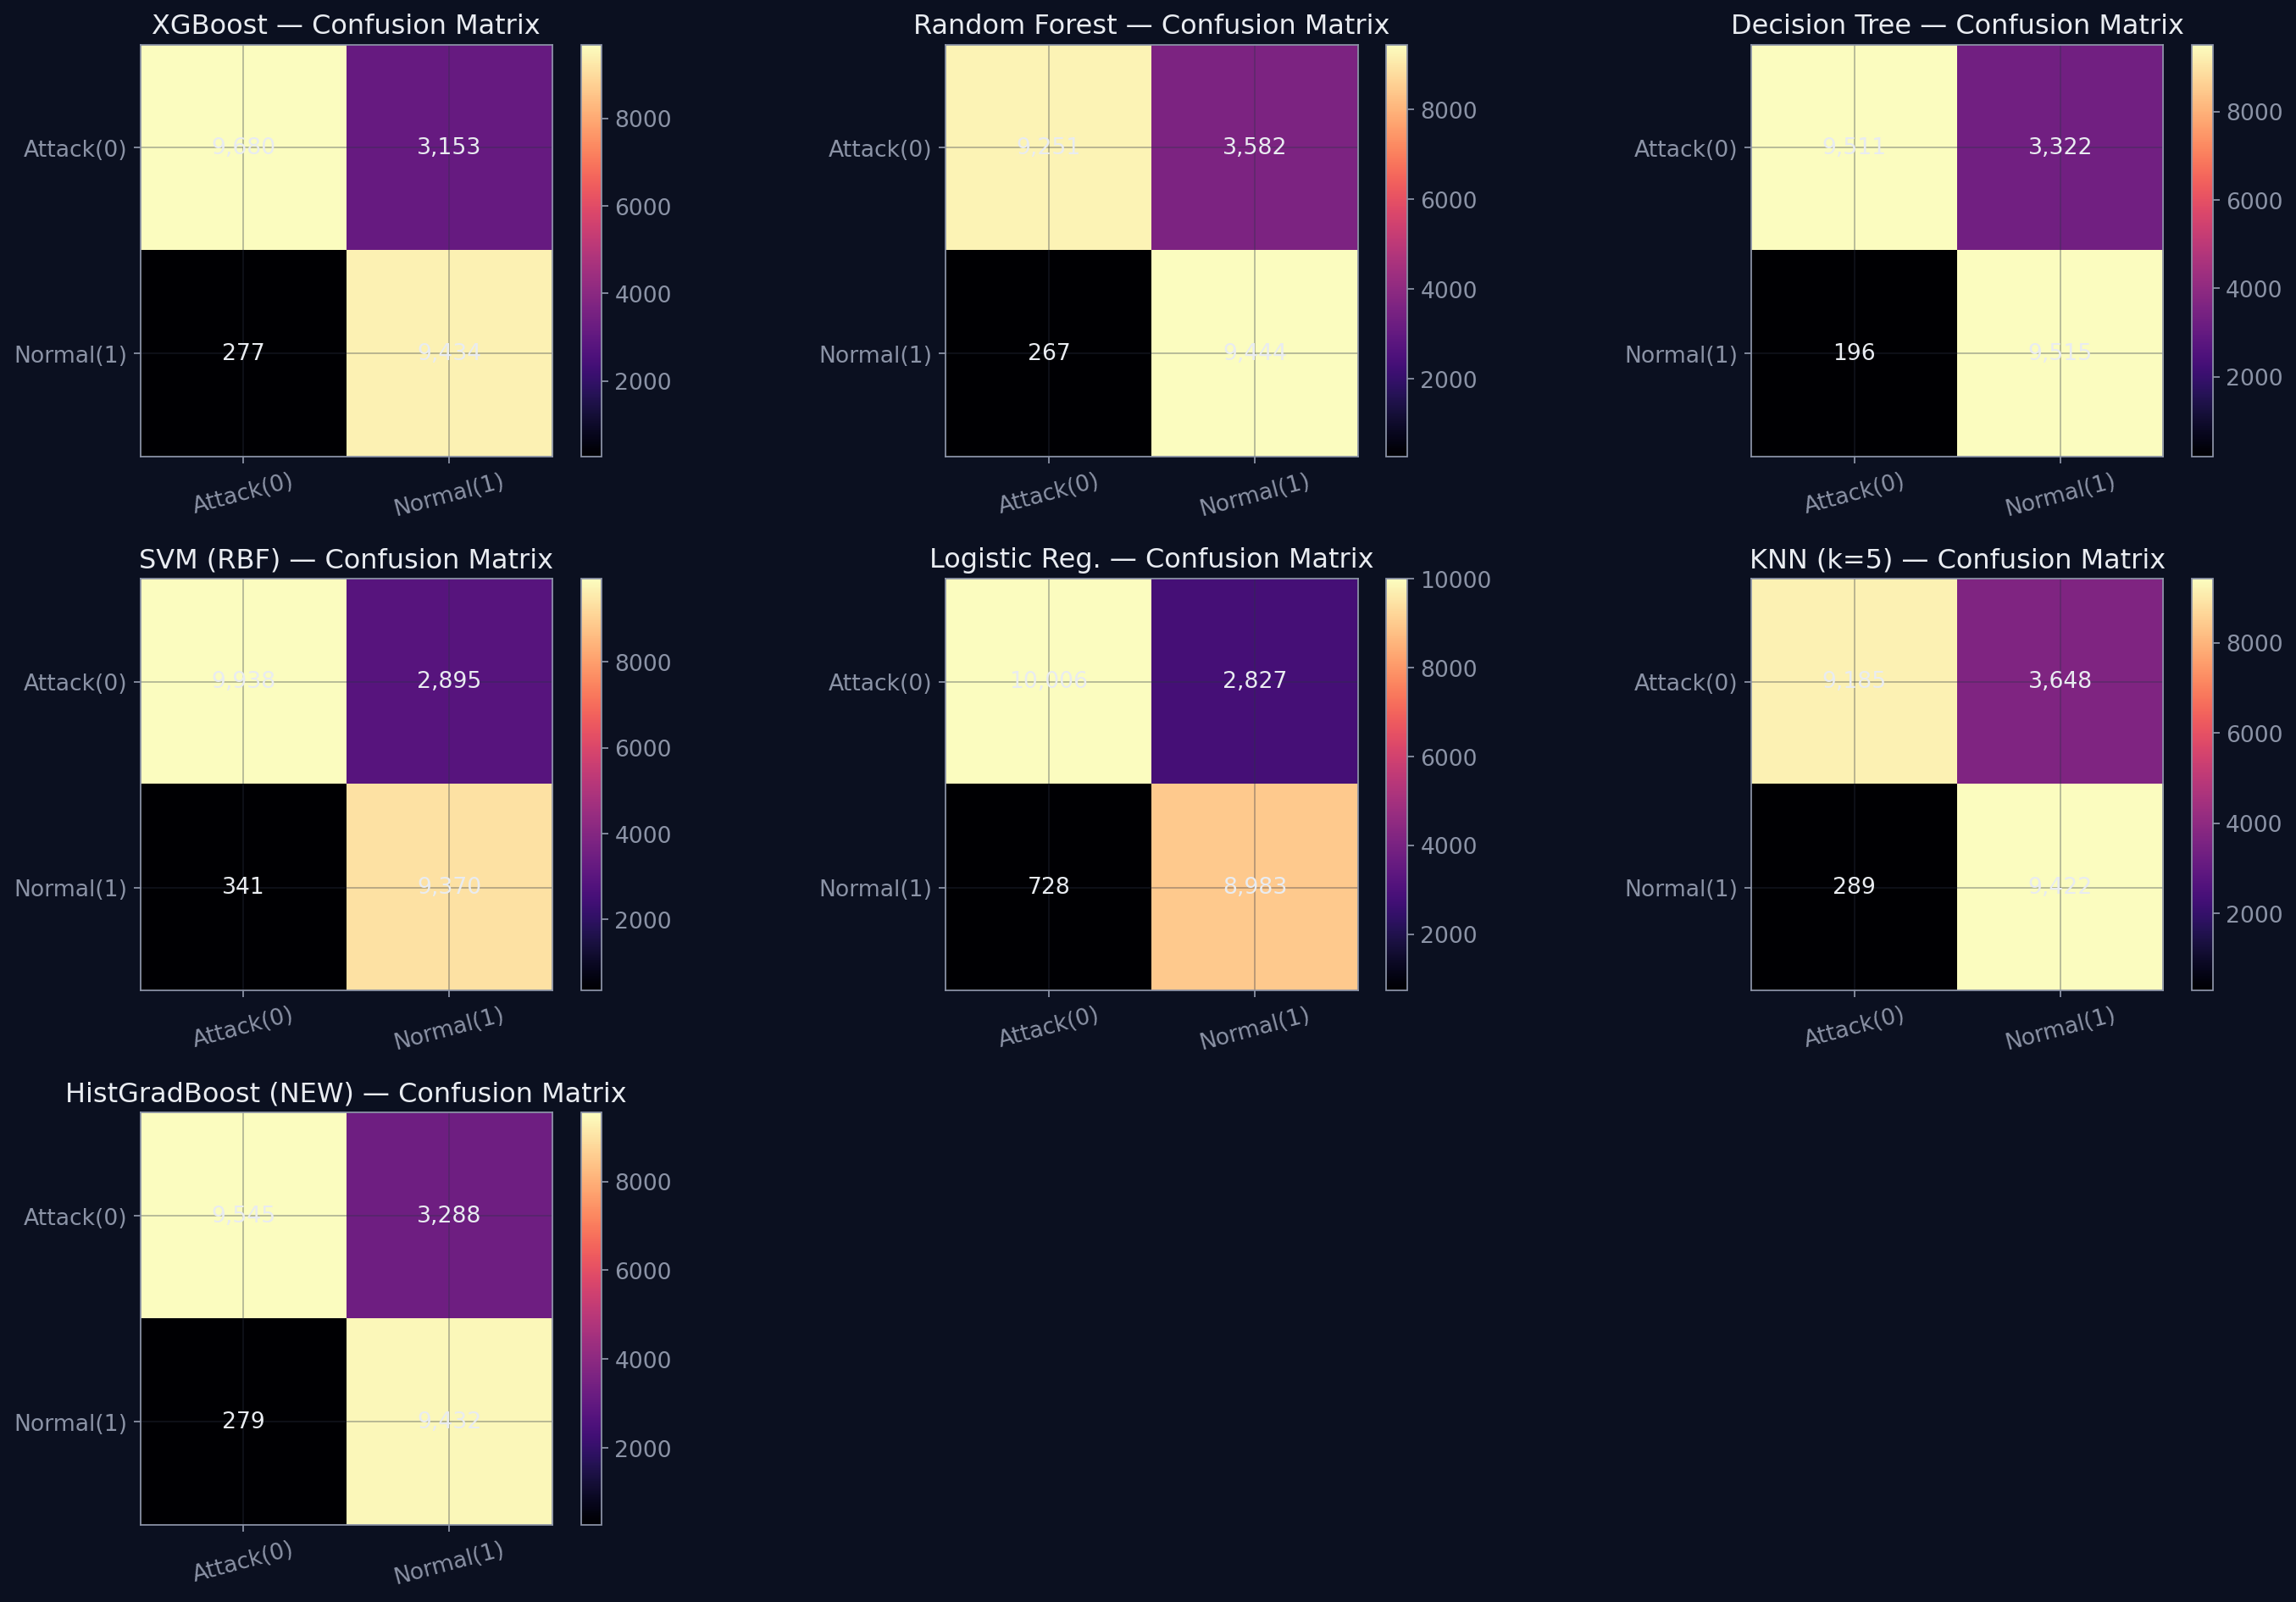 XGBoost — Confusion Matrix
8000
6000
4000
2000
Attack(0)
Normal(1)
9,680
3,153
277
9,434
Attack(0)
Normal(1)
Random Forest — Confusion Matrix
8000
6000
4000
2000
Attack(0)
Normal(1)
9,251
3,582
267
9,444
Attack(0)
Normal(1)
Decision Tree — Confusion Matrix
8000
6000
4000
2000
Attack(0)
Normal(1)
9,511
3,322
196
9,515
Attack(0)
Normal(1)
SVM (RBF) — Confusion Matrix
8000
6000
4000
2000
Attack(0)
Normal(1)
9,938
2,895
341
9,370
Attack(0)
Normal(1)
Logistic Reg. — Confusion Matrix
10000
8000
6000
4000
2000
Attack(0)
Normal(1)
10,006
2,827
728
8,983
Attack(0)
Normal(1)
KNN (k=5) — Confusion Matrix
8000
6000
4000
2000
Attack(0)
Normal(1)
9,185
3,648
289
9,422
Attack(0)
Normal(1)
HistGradBoost (NEW) — Confusion Matrix
8000
6000
4000
2000
Attack(0)
Normal(1)
9,545
3,288
279
9,432
Attack(0)
Normal(1)